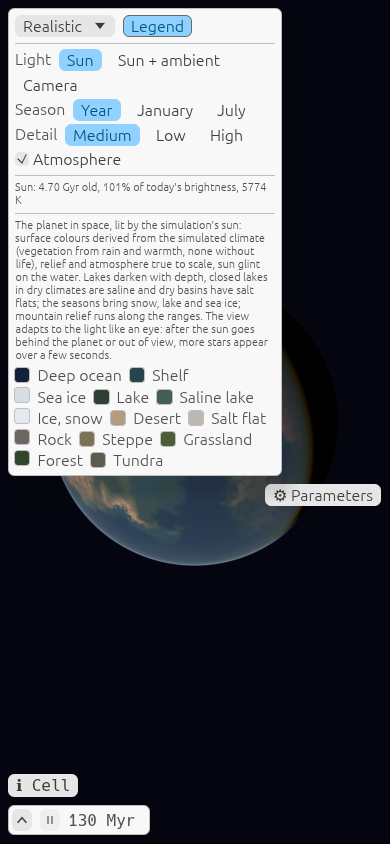 Realistic Legend
Light Sun Sun + ambient
Camera
Season Year January July
Detail Medium Low High
Atmosphere
Sun: 4.70 Gyr old, 101% of today's brightness, 5774
K
The planet in space, lit by the simulation's sun:
surface colours derived from the simulated climate
(vegetation from rain and warmth, none without
life), relief and atmosphere true to scale, sun glint
on the water. Lakes darken with depth, closed lakes
in dry climates are saline and dry basins have salt
flats; the seasons bring snow, lake and sea ice;
mountain relief runs along the ranges. The view
adapts to the light like an eye: after the sun goes
behind the planet or out of view, more stars appear
over a few seconds.
Deep ocean Shelf
Sea ice Lake Saline lake
Ice, snow Desert Salt flat
Rock Steppe Grassland
Forest Tundra
⚙ Parameters
ℹ Cell
130 Myr